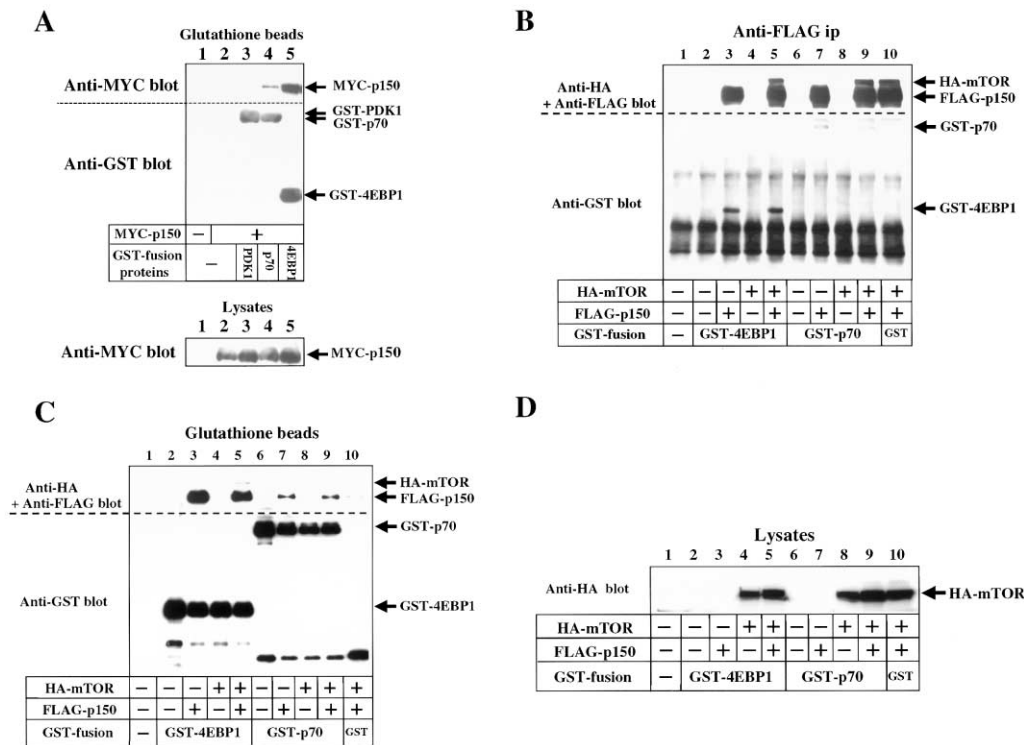 A
Glutathione beads
1 2 3 4 5
Anti-MYC blot
MYC-p150
GST-PDK1
GST-p70
Anti-GST blot
GST-4EBP1
MYC-p150 − +
GST-fusion proteins − PDK1 p70 4EBP1
Lysates
1 2 3 4 5
Anti-MYC blot
MYC-p150
B
Anti-FLAG ip
1 2 3 4 5 6 7 8 9 10
Anti-HA
+ Anti-FLAG blot
HA-mTOR
FLAG-p150
GST-p70
Anti-GST blot
GST-4EBP1
HA-mTOR − − − + + − − + + +
FLAG-p150 − − + − + − + − + +
GST-fusion − GST-4EBP1 GST-p70 GST
C
Glutathione beads
1 2 3 4 5 6 7 8 9 10
Anti-HA
+ Anti-FLAG blot
HA-mTOR
FLAG-p150
GST-p70
Anti-GST blot
GST-4EBP1
HA-mTOR − − − + + − − + + +
FLAG-p150 − − + − + − + − + +
GST-fusion − GST-4EBP1 GST-p70 GST
D
Lysates
1 2 3 4 5 6 7 8 9 10
Anti-HA blot
HA-mTOR
HA-mTOR − − − + + − − + + +
FLAG-p150 − − + − + − + − + +
GST-fusion − GST-4EBP1 GST-p70 GST